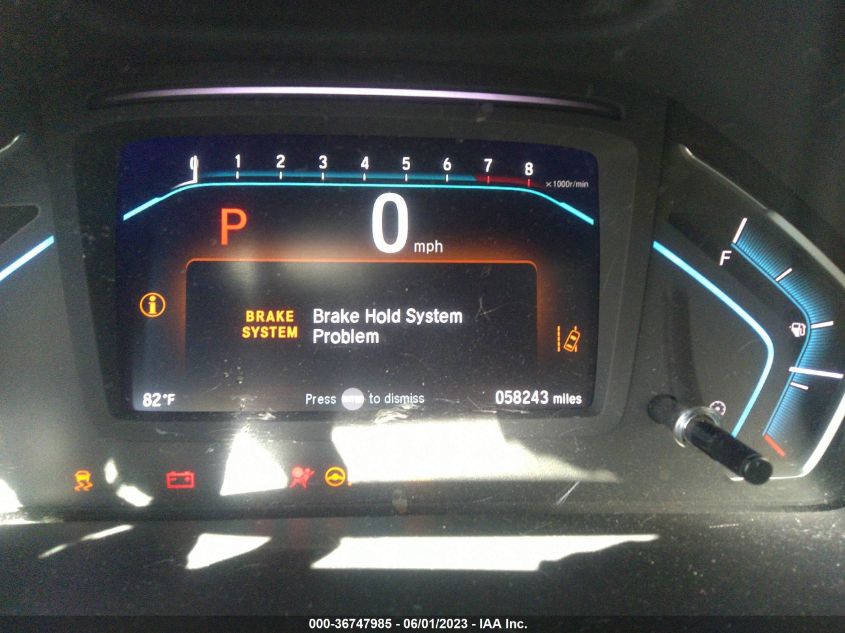 0 1 2 3 4 5 6 7 8
×1000r/min
P 0 mph
F
BRAKE SYSTEM Brake Hold System Problem
82°F Press ENTER to dismiss 058243 miles
000-36747985 - 06/01/2023 - IAA Inc.